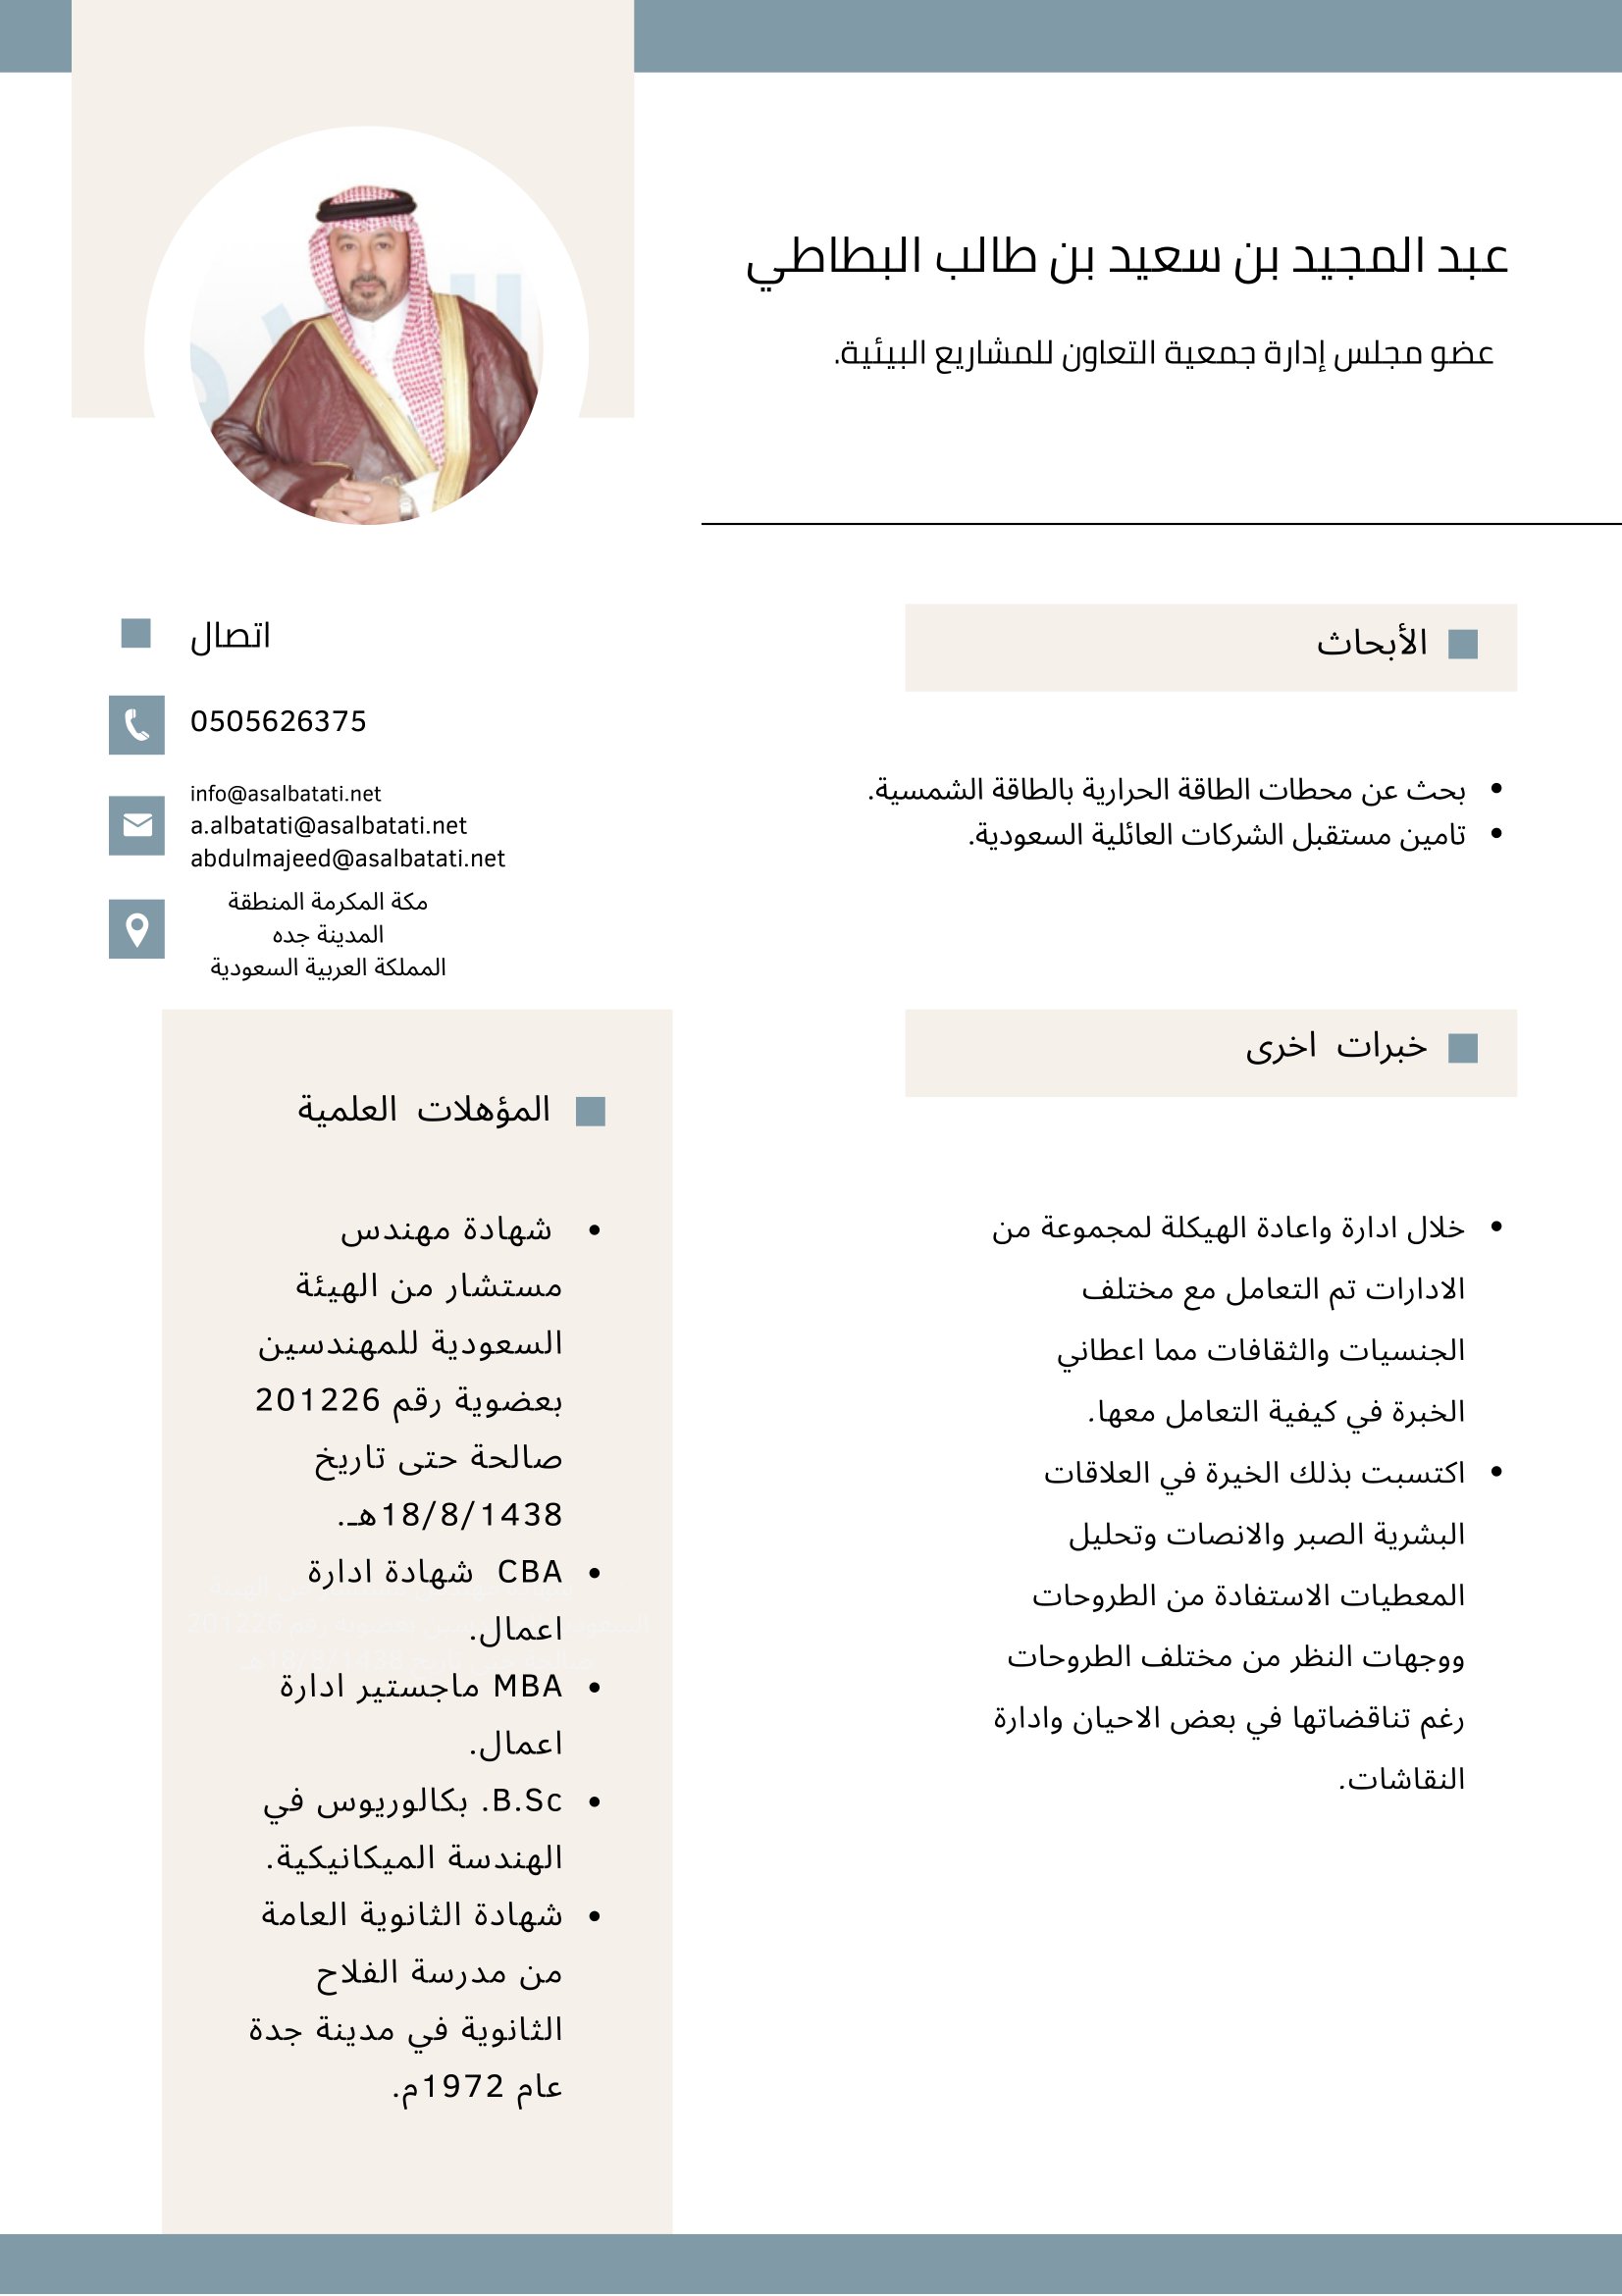 عبد المجيد بن سعيد بن طالب البطاطي
عضو مجلس إدارة جمعية التعاون للمشاريع البيئية.
اتصال
0505626375
info@asalbatati.net
a.albatati@asalbatati.net
abdulmajeed@asalbatati.net
مكة المكرمة المنطقة
المدينة جده
المملكة العربية السعودية
الأبحاث
• بحث عن محطات الطاقة الحرارية بالطاقة الشمسية.
• تامين مستقبل الشركات العائلية السعودية.
خبرات اخرى
• خلال ادارة واعادة الهيكلة لمجموعة من
الادارات تم التعامل مع مختلف
الجنسيات والثقافات مما اعطاني
الخبرة في كيفية التعامل معها.
• اكتسبت بذلك الخيرة في العلاقات
البشرية الصبر والانصات وتحليل
المعطيات الاستفادة من الطروحات
ووجهات النظر من مختلف الطروحات
رغم تناقضاتها في بعض الاحيان وادارة
النقاشات.
المؤهلات العلمية
• شهادة مهندس
مستشار من الهيئة
السعودية للمهندسين
بعضوية رقم 201226
صالحة حتى تاريخ
18/8/1438هـ.
• CBA شهادة ادارة
اعمال.
• MBA ماجستير ادارة
اعمال.
• B.Sc. بكالوريوس في
الهندسة الميكانيكية.
• شهادة الثانوية العامة
من مدرسة الفلاح
الثانوية في مدينة جدة
عام 1972م.